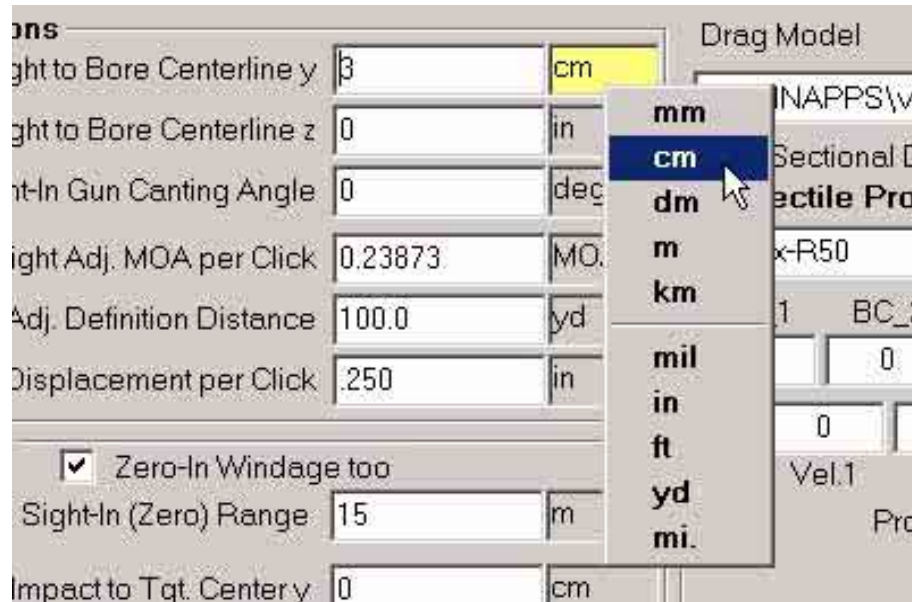 ons
Drag Model
ght to Bore Centerline y 3 cm
INAPPS\v
ght to Bore Centerline z 0 in
Sectional D
ht-In Gun Canting Angle 0 deg
ectile Pro
ight Adj. MOA per Click 0.23873 MO.
x-R50
Adj. Definition Distance 100.0 yd
_1 BC_2
Displacement per Click .250 in
0
0
Zero-In Windage too
Vel.1
Sight-In (Zero) Range 15 m
Pro
Impact to Tgt. Center y 0 cm
mm
cm
dm
m
km
mil
in
ft
yd
mi.